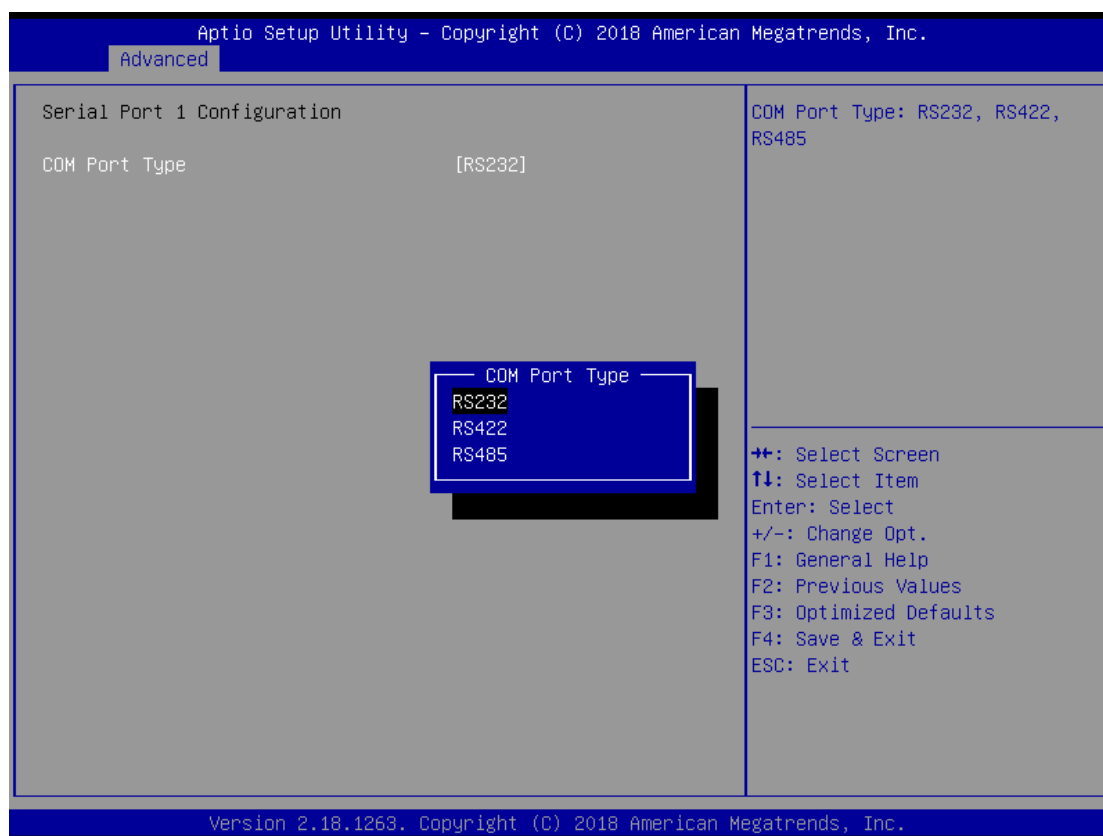 Aptio Setup Utility – Copyright (C) 2018 American Megatrends, Inc.
Advanced
Serial Port 1 Configuration
COM Port Type [RS232]
COM Port Type: RS232, RS422,
RS485
COM Port Type
RS232
RS422
RS485
→←: Select Screen
↑↓: Select Item
Enter: Select
+/-: Change Opt.
F1: General Help
F2: Previous Values
F3: Optimized Defaults
F4: Save & Exit
ESC: Exit
Version 2.18.1263. Copyright (C) 2018 American Megatrends, Inc.